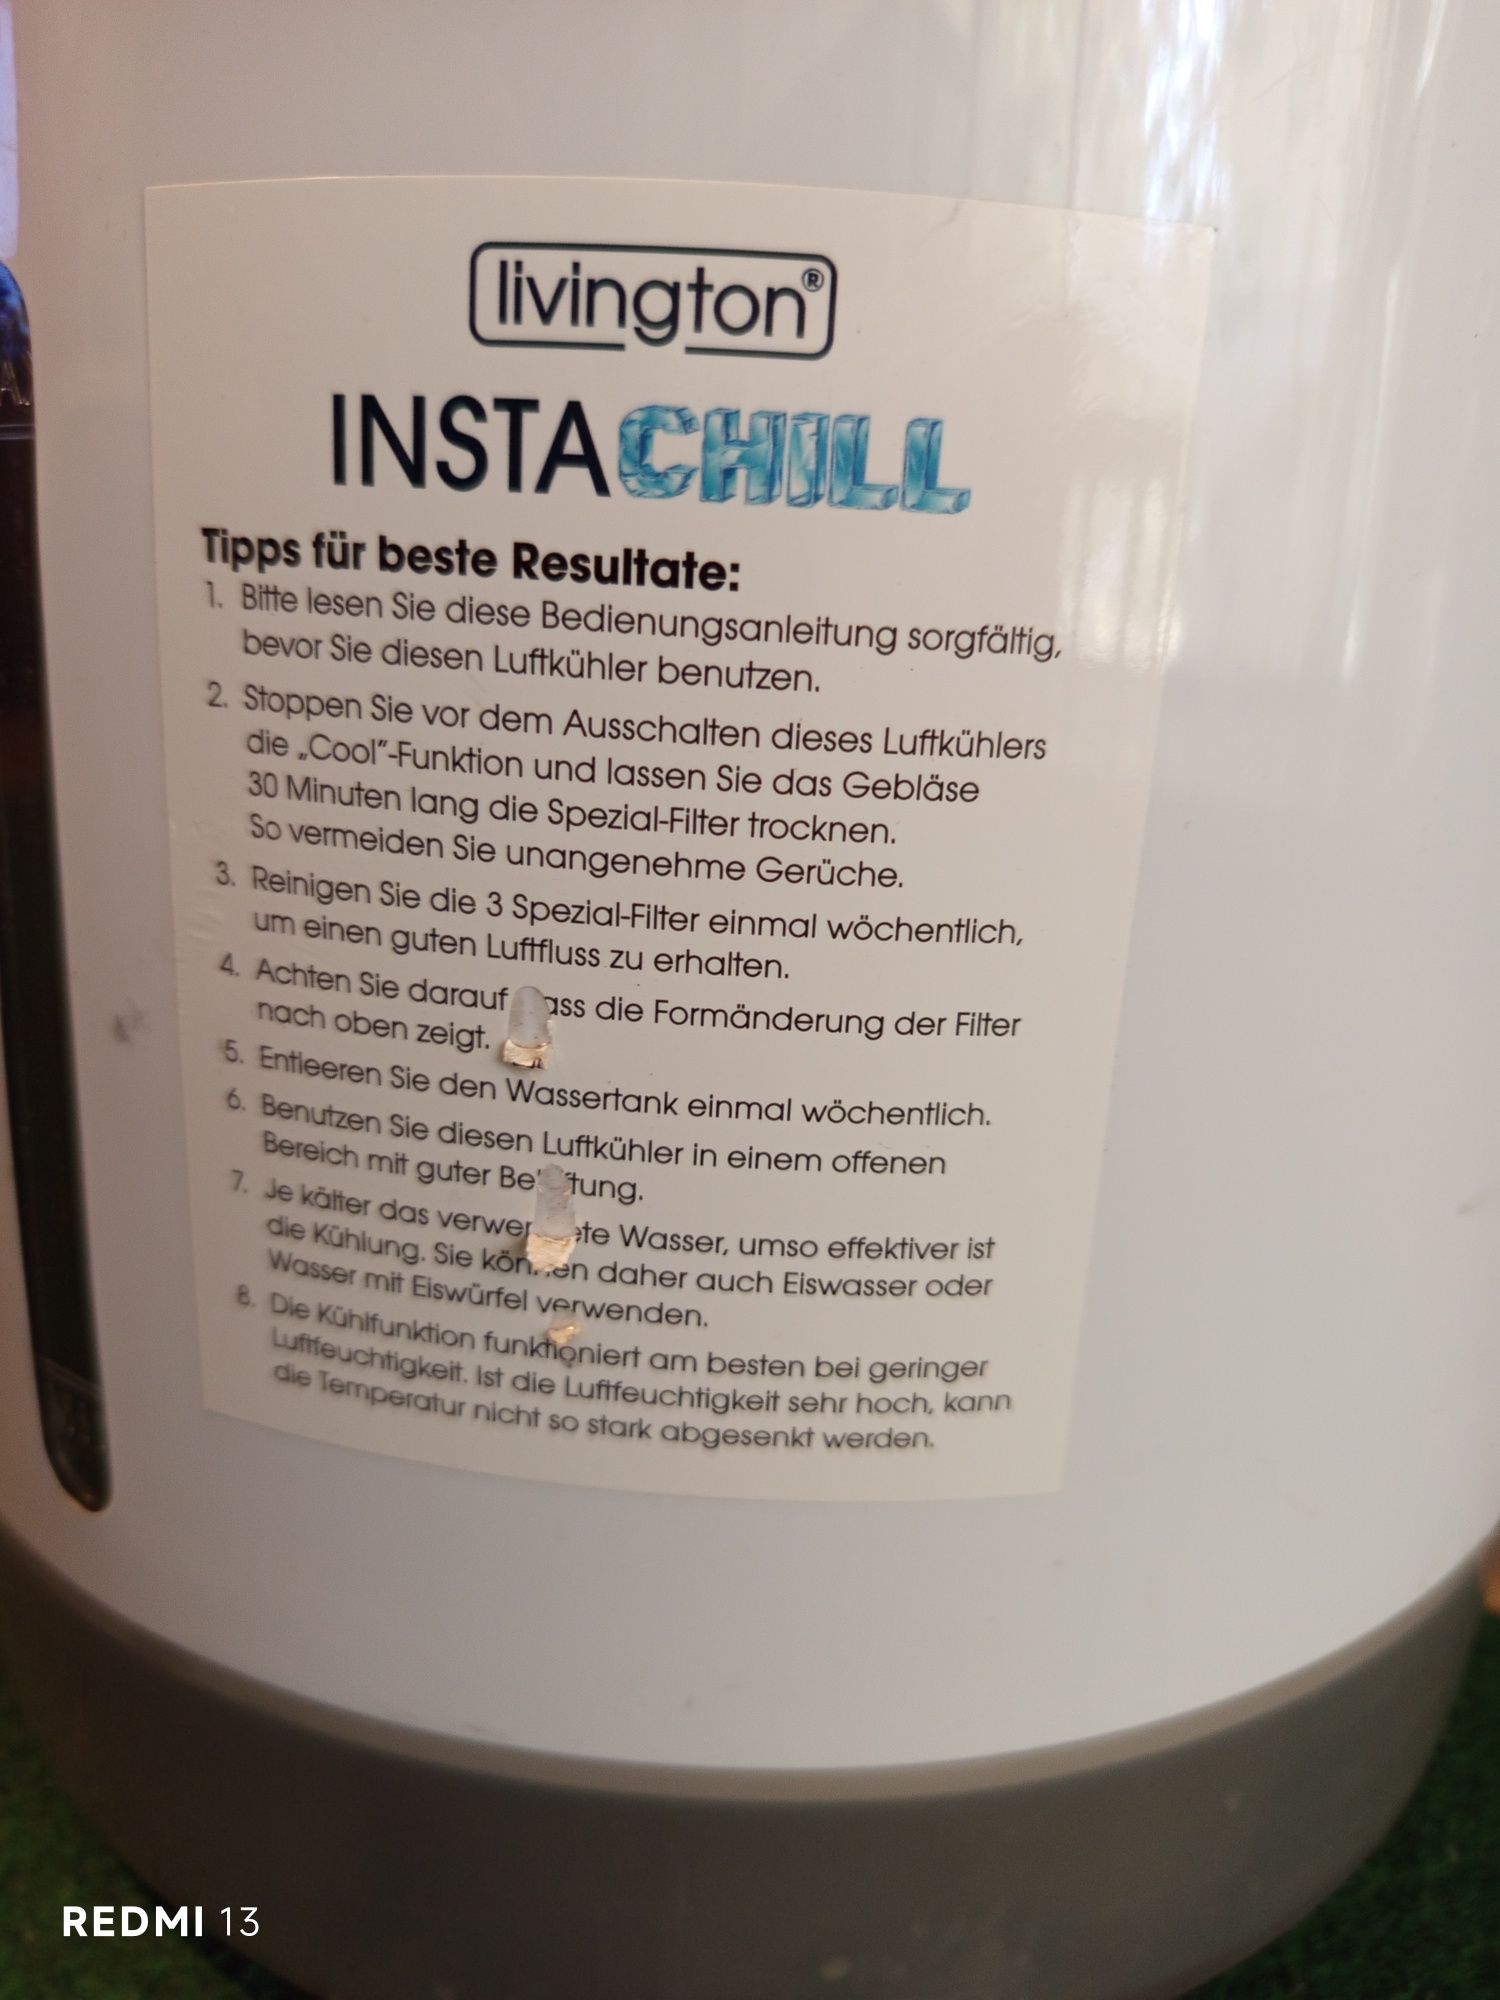 livington®
INSTACHILL
Tipps für beste Resultate:
1. Bitte lesen Sie diese Bedienungsanleitung sorgfältig,
bevor Sie diesen Luftkühler benutzen.
2. Stoppen Sie vor dem Ausschalten dieses Luftkühlers
die „Cool“-Funktion und lassen Sie das Gebläse
30 Minuten lang die Spezial-Filter trocknen.
So vermeiden Sie unangenehme Gerüche.
3. Reinigen Sie die 3 Spezial-Filter einmal wöchentlich,
um einen guten Luftfluss zu erhalten.
4. Achten Sie darauf ass die Formänderung der Filter
nach oben zeigt.
5. Entleeren Sie den Wassertank einmal wöchentlich.
6. Benutzen Sie diesen Luftkühler in einem offenen
Bereich mit guter Be ftung.
7. Je kälter das verwen ete Wasser, umso effektiver ist
die Kühlung. Sie können daher auch Eiswasser oder
Wasser mit Eiswürfel verwenden.
8. Die Kühlfunktion funktioniert am besten bei geringer
Luftfeuchtigkeit. Ist die Luftfeuchtigkeit sehr hoch, kann
die Temperatur nicht so stark abgesenkt werden.
REDMI 13